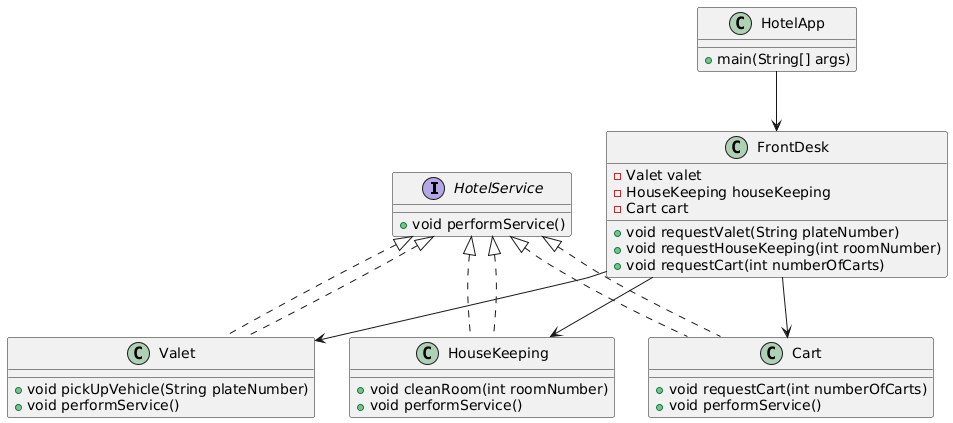 C HotelApp
main(String[] args)
C FrontDesk
Valet valet
HouseKeeping houseKeeping
Cart cart
void requestValet(String plateNumber)
void requestHouseKeeping(int roomNumber)
void requestCart(int numberOfCarts)
I HotelService
void performService()
C Valet
void pickUpVehicle(String plateNumber)
void performService()
C HouseKeeping
void cleanRoom(int roomNumber)
void performService()
C Cart
void requestCart(int numberOfCarts)
void performService()